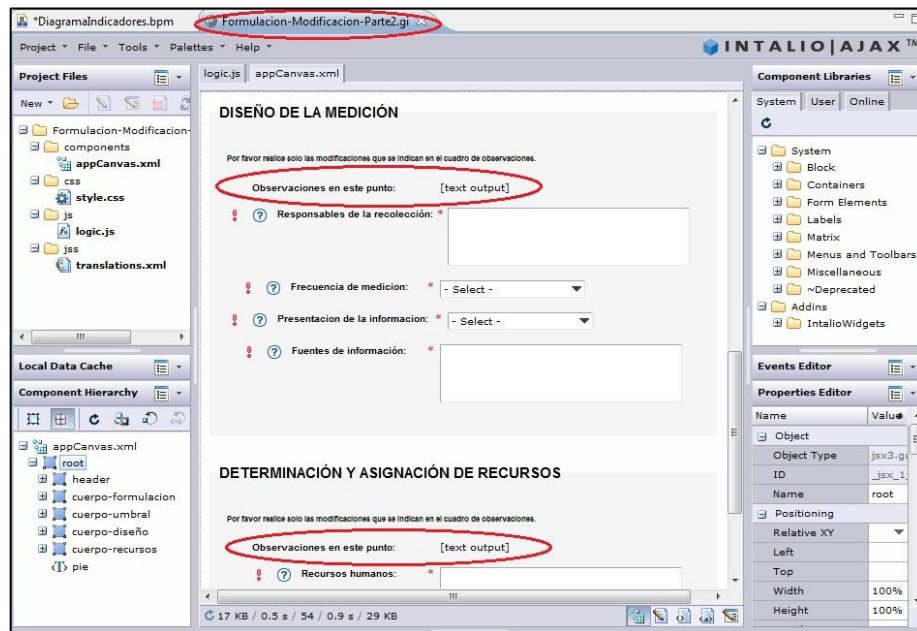 *DiagramaIndicadores.bpm
Formulacion-Modificacion-Parte2.gi
Project File Tools Palettes Help
INTALIO|AJAX™
Project Files
New
Formulacion-Modificacion-
components
appCanvas.xml
css
style.css
js
logic.js
jss
translations.xml
Local Data Cache
Component Hierarchy
appCanvas.xml
root
header
cuerpo-formulacion
cuerpo-umbral
cuerpo-diseño
cuerpo-recursos
pie
logic.js appCanvas.xml
DISEÑO DE LA MEDICIÓN
Por favor realice solo las modificaciones que se indican en el cuadro de observaciones.
Observaciones en este punto: [text output]
! ? Responsables de la recolección: *
! ? Frecuencia de medicion: * - Select -
! ? Presentacion de la informacion: * - Select -
! ? Fuentes de información: *
DETERMINACIÓN Y ASIGNACIÓN DE RECURSOS
Por favor realice solo las modificaciones que se indican en el cuadro de observaciones.
Observaciones en este punto: [text output]
! ? Recursos humanos: *
17 KB / 0.5 s / 54 / 0.9 s / 29 KB
Component Libraries
System User Online
System
Block
Containers
Form Elements
Labels
Matrix
Menus and Toolbars
Miscellaneous
~Deprecated
Addins
IntalioWidgets
Events Editor
Properties Editor
Name Value
Object
Object Type jsx3.gu
ID _jsx_1
Name root
Positioning
Relative XY
Left
Top
Width 100%
Height 100%